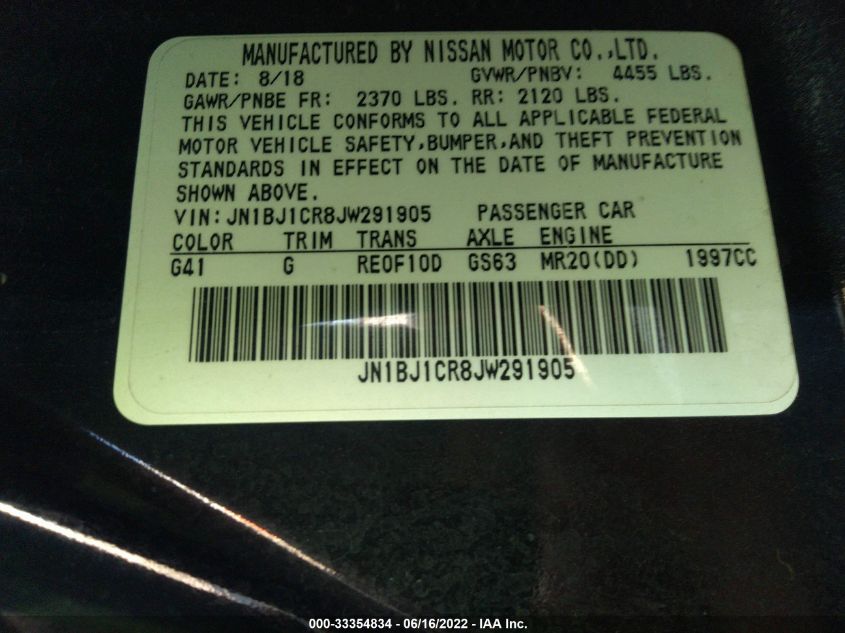 MANUFACTURED BY NISSAN MOTOR CO.,LTD.
DATE: 8/18 GVWR/PNBV: 4455 LBS.
GAWR/PNBE FR: 2370 LBS. RR: 2120 LBS.
THIS VEHICLE CONFORMS TO ALL APPLICABLE FEDERAL
MOTOR VEHICLE SAFETY,BUMPER,AND THEFT PREVENTION
STANDARDS IN EFFECT ON THE DATE OF MANUFACTURE
SHOWN ABOVE.
VIN: JN1BJ1CR8JW291905 PASSENGER CAR
COLOR TRIM TRANS AXLE ENGINE
G41 G RE0F10D GS63 MR20(DD) 1997CC
JN1BJ1CR8JW291905
000-33354834 - 06/16/2022 - IAA Inc.